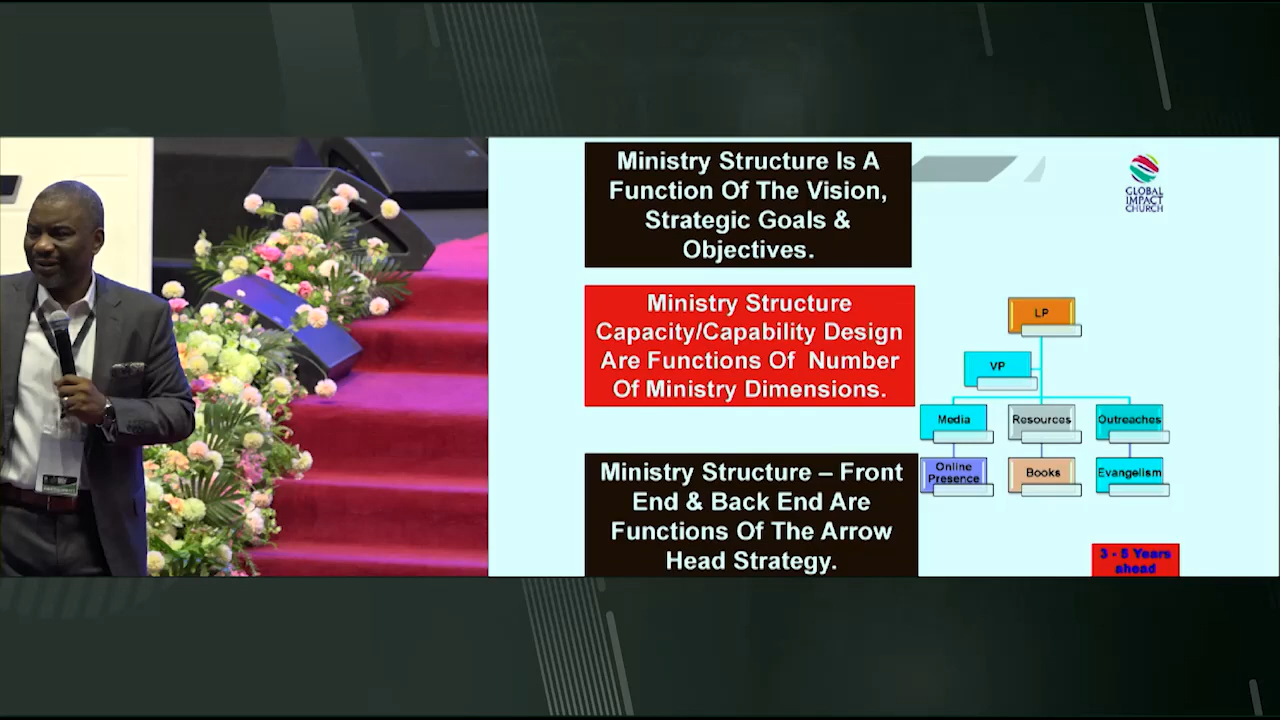 Ministry Structure Is A
Function Of The Vision,
Strategic Goals &
Objectives.
GLOBAL
IMPACT
CHURCH
Ministry Structure
Capacity/Capability Design
Are Functions Of Number
Of Ministry Dimensions.
LP
VP
Media
Resources
Outreaches
Online
Presence
Books
Evangelism
Ministry Structure – Front
End & Back End Are
Functions Of The Arrow
Head Strategy.
3 - 5 Years
ahead